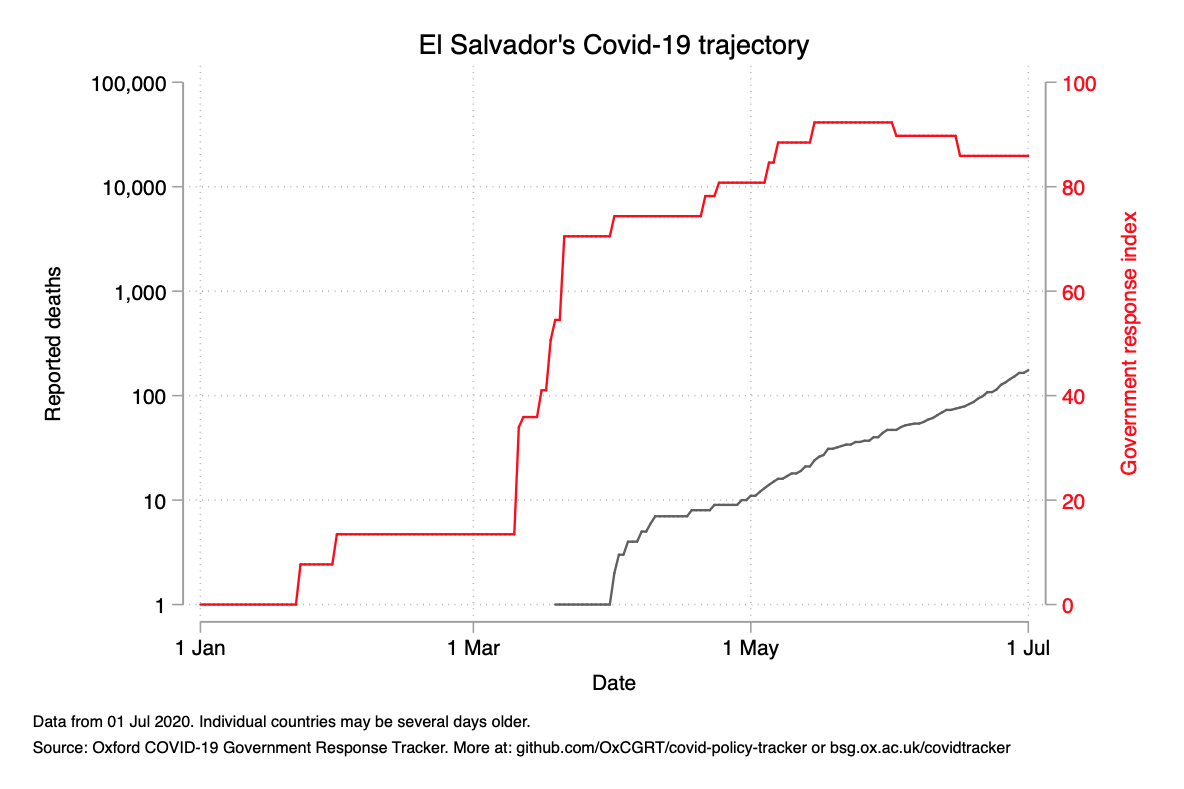 El Salvador's Covid-19 trajectory
100,000
10,000
1,000
100
10
1
Reported deaths
100
80
60
40
20
0
Government response index
1 Jan
1 Mar
1 May
1 Jul
Date
Data from 01 Jul 2020. Individual countries may be several days older.
Source: Oxford COVID-19 Government Response Tracker. More at: github.com/OxCGRT/covid-policy-tracker or bsg.ox.ac.uk/covidtracker